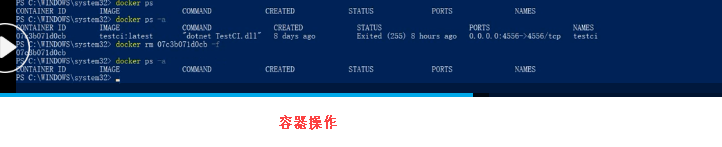 PS C:\WINDOWS\system32> docker ps
CONTAINER ID IMAGE COMMAND CREATED STATUS PORTS NAMES
PS C:\WINDOWS\system32> docker ps -a
CONTAINER ID IMAGE COMMAND CREATED STATUS PORTS NAMES
07c3b071d0cb testci:latest "dotnet TestCI.dll" 8 days ago Exited (255) 8 hours ago 0.0.0.0:4556->4556/tcp testci
PS C:\WINDOWS\system32> docker rm 07c3b071d0cb -f
07c3b071d0cb
PS C:\WINDOWS\system32> docker ps -a
CONTAINER ID IMAGE COMMAND CREATED STATUS PORTS NAMES
PS C:\WINDOWS\system32>
容器操作